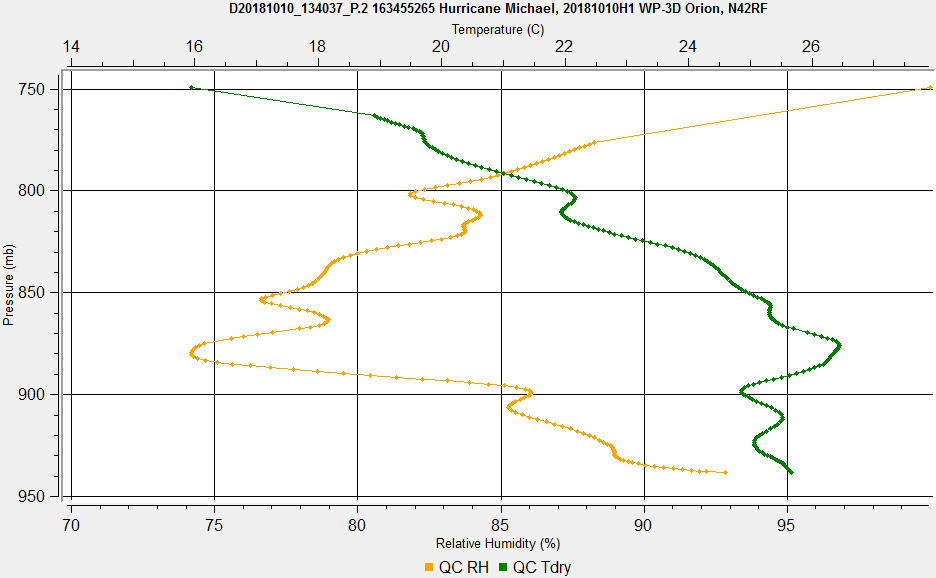 D20181010_134037_P.2 163455265 Hurricane Michael, 20181010H1 WP-3D Orion, N42RF
Temperature (C)
14 16 18 20 22 24 26
750
800
850
900
950
Pressure (mb)
70 75 80 85 90 95
Relative Humidity (%)
QC RH QC Tdry